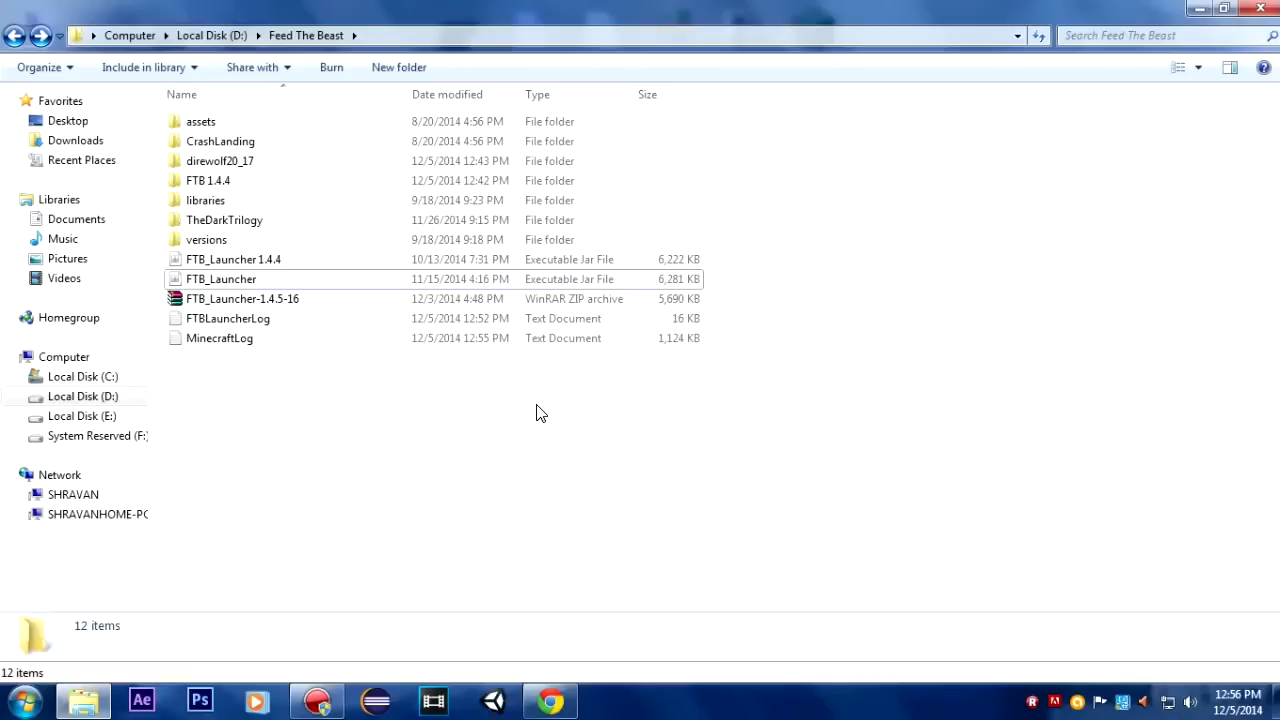 Computer Local Disk (D:) Feed The Beast Search Feed The Beast
Organize Include in library Share with Burn New folder
Name Date modified Type Size
Favorites
Desktop
Downloads
Recent Places
Libraries
Documents
Music
Pictures
Videos
Homegroup
Computer
Local Disk (C:)
Local Disk (D:)
Local Disk (E:)
System Reserved (F:)
Network
SHRAVAN
SHRAVANHOME-PC
assets 8/20/2014 4:56 PM File folder
CrashLanding 8/20/2014 4:56 PM File folder
direwolf20_17 12/5/2014 12:43 PM File folder
FTB 1.4.4 12/5/2014 12:42 PM File folder
libraries 9/18/2014 9:23 PM File folder
TheDarkTrilogy 11/26/2014 9:15 PM File folder
versions 9/18/2014 9:18 PM File folder
FTB_Launcher 1.4.4 10/13/2014 7:31 PM Executable Jar File 6,222 KB
FTB_Launcher 11/15/2014 4:16 PM Executable Jar File 6,281 KB
FTB_Launcher-1.4.5-16 12/3/2014 4:48 PM WinRAR ZIP archive 5,690 KB
FTBLauncherLog 12/5/2014 12:52 PM Text Document 16 KB
MinecraftLog 12/5/2014 12:55 PM Text Document 1,124 KB
12 items
12 items
Ae Ps
12:56 PM
12/5/2014